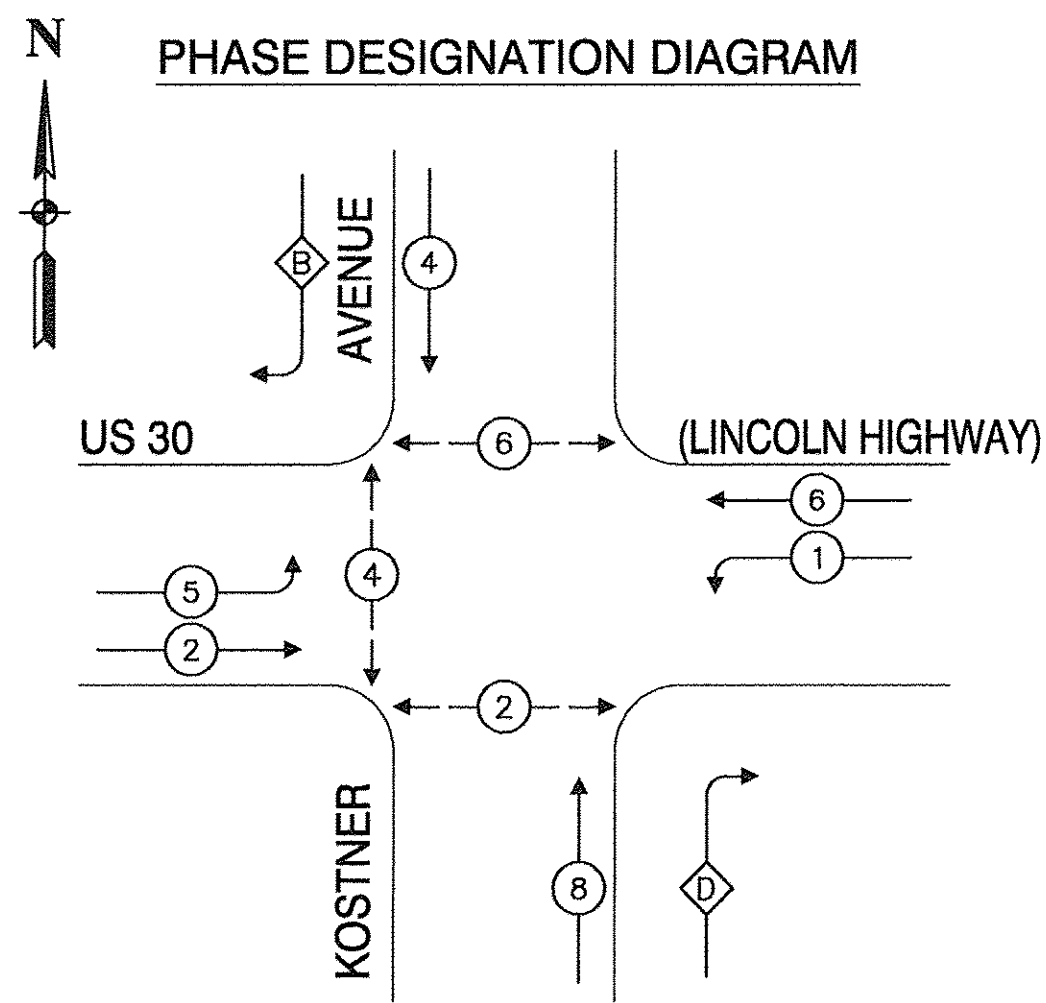 N
PHASE DESIGNATION DIAGRAM
AVENUE
B
4
US 30
6
(LINCOLN HIGHWAY)
6
1
4
5
2
2
KOSTNER
8
D